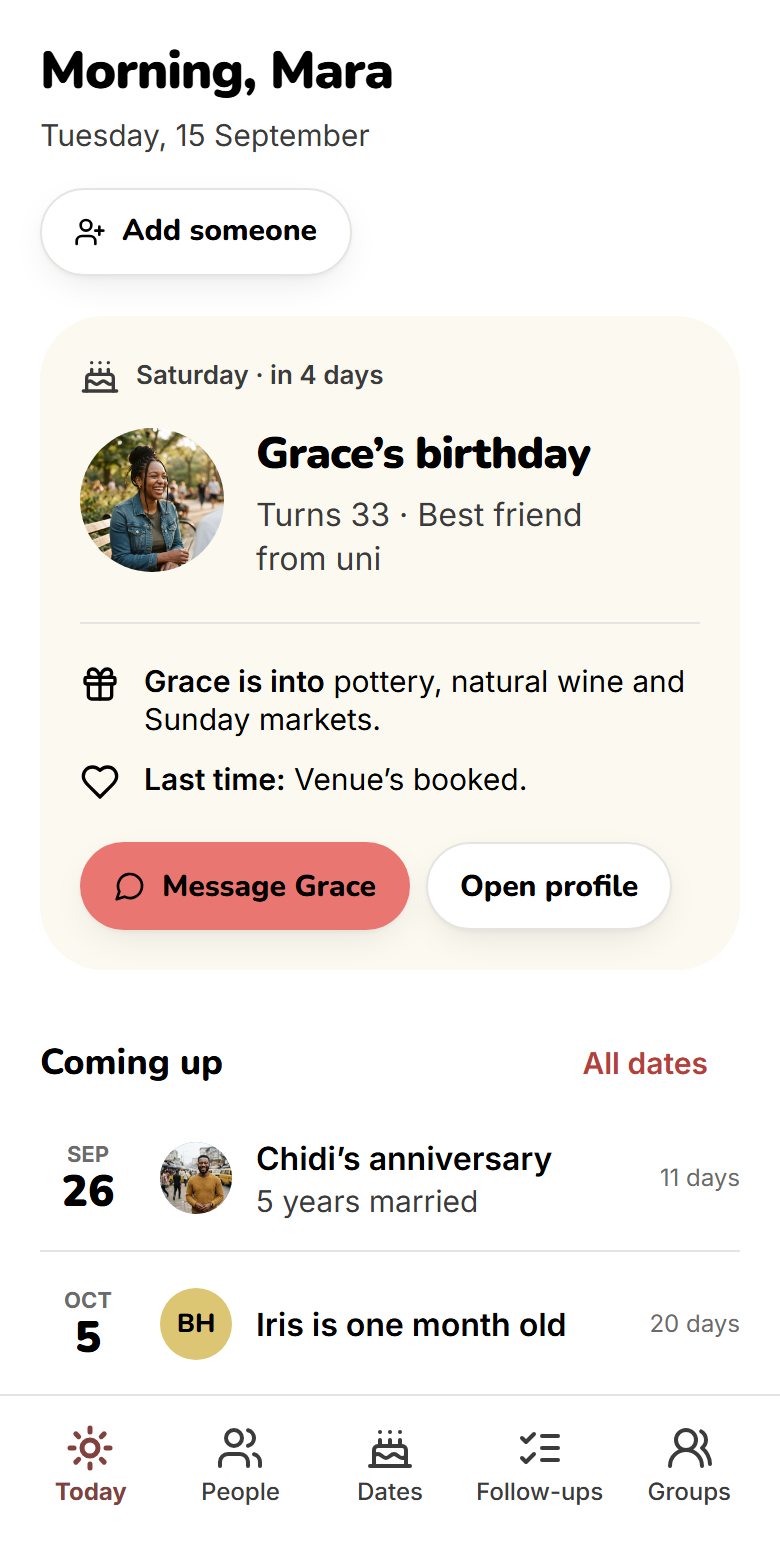 Morning, Mara
Tuesday, 15 September
Add someone
Saturday · in 4 days
Grace’s birthday
Turns 33 · Best friend
from uni
Grace is into pottery, natural wine and
Sunday markets.
Last time: Venue’s booked.
Message Grace
Open profile
Coming up
All dates
SEP
26
Chidi’s anniversary
5 years married
11 days
OCT
5
BH
Iris is one month old
20 days
Today
People
Dates
Follow-ups
Groups